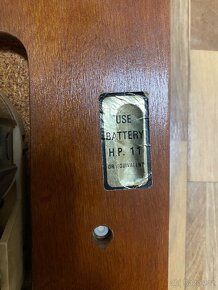 USE
BATTERY
H.P. 11
OR EQUIVALENT